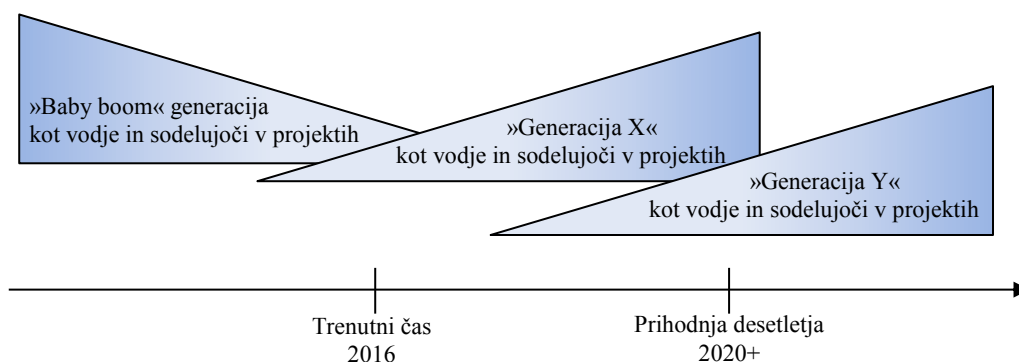 »Baby boom« generacija
kot vodje in sodelujoči v projektih
»Generacija X«
kot vodje in sodelujoči v projektih
»Generacija Y«
kot vodje in sodelujoči v projektih
Trenutni čas
2016
Prihodnja desetletja
2020+